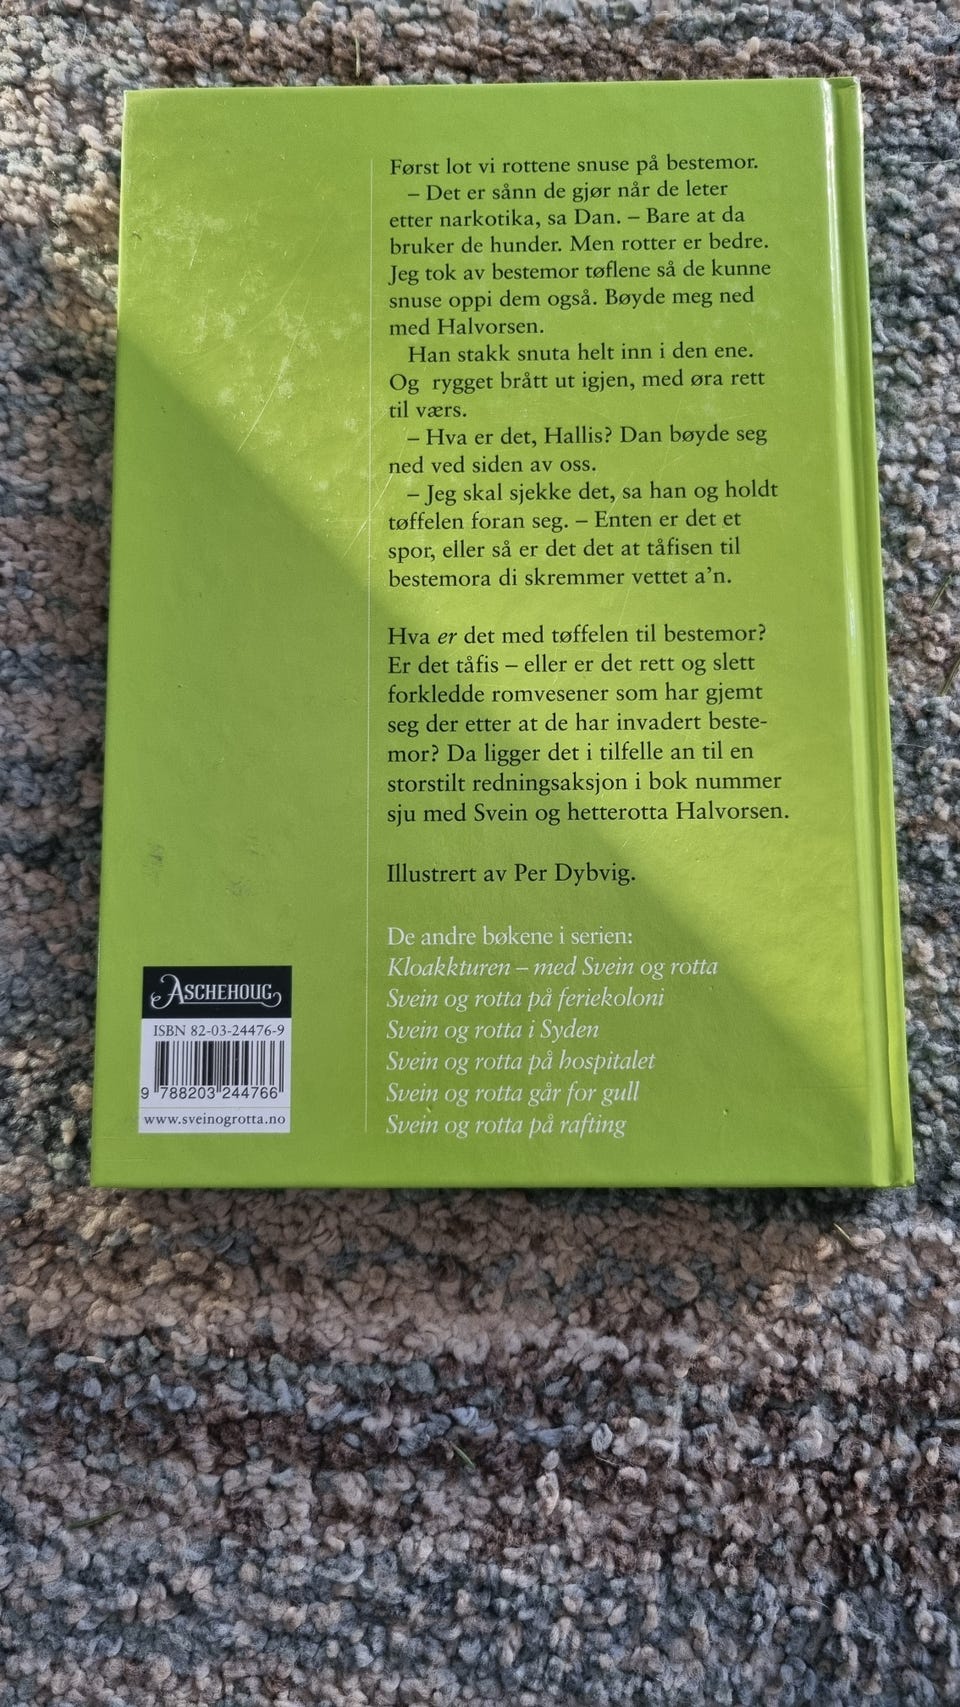 Først lot vi rottene snuse på bestemor.
– Det er sånn de gjør når de leter
etter narkotika, sa Dan. – Bare at da
bruker de hunder. Men rotter er bedre.
Jeg tok av bestemor tøflene så de kunne
snuse oppi dem også. Bøyde meg ned
med Halvorsen.
Han stakk snuta helt inn i den ene.
Og rygget brått ut igjen, med øra rett
til værs.
– Hva er det, Hallis? Dan bøyde seg
ned ved siden av oss.
– Jeg skal sjekke det, sa han og holdt
tøffelen foran seg. – Enten er det et
spor, eller så er det det at tåfisen til
bestemora di skremmer vettet a’n.
Hva er det med tøffelen til bestemor?
Er det tåfis – eller er det rett og slett
forkledde romvesener som har gjemt
seg der etter at de har invadert beste-
mor? Da ligger det i tilfelle an til en
storstilt redningsaksjon i bok nummer
sju med Svein og hetterotta Halvorsen.
Illustrert av Per Dybvig.
De andre bøkene i serien:
Kloakkturen – med Svein og rotta
Svein og rotta på feriekoloni
Svein og rotta i Syden
Svein og rotta på hospitalet
Svein og rotta går for gull
Svein og rotta på rafting
ASCHEHOUG
ISBN 82-03-24476-9
9 788203 244766
www.sveinogrotta.no